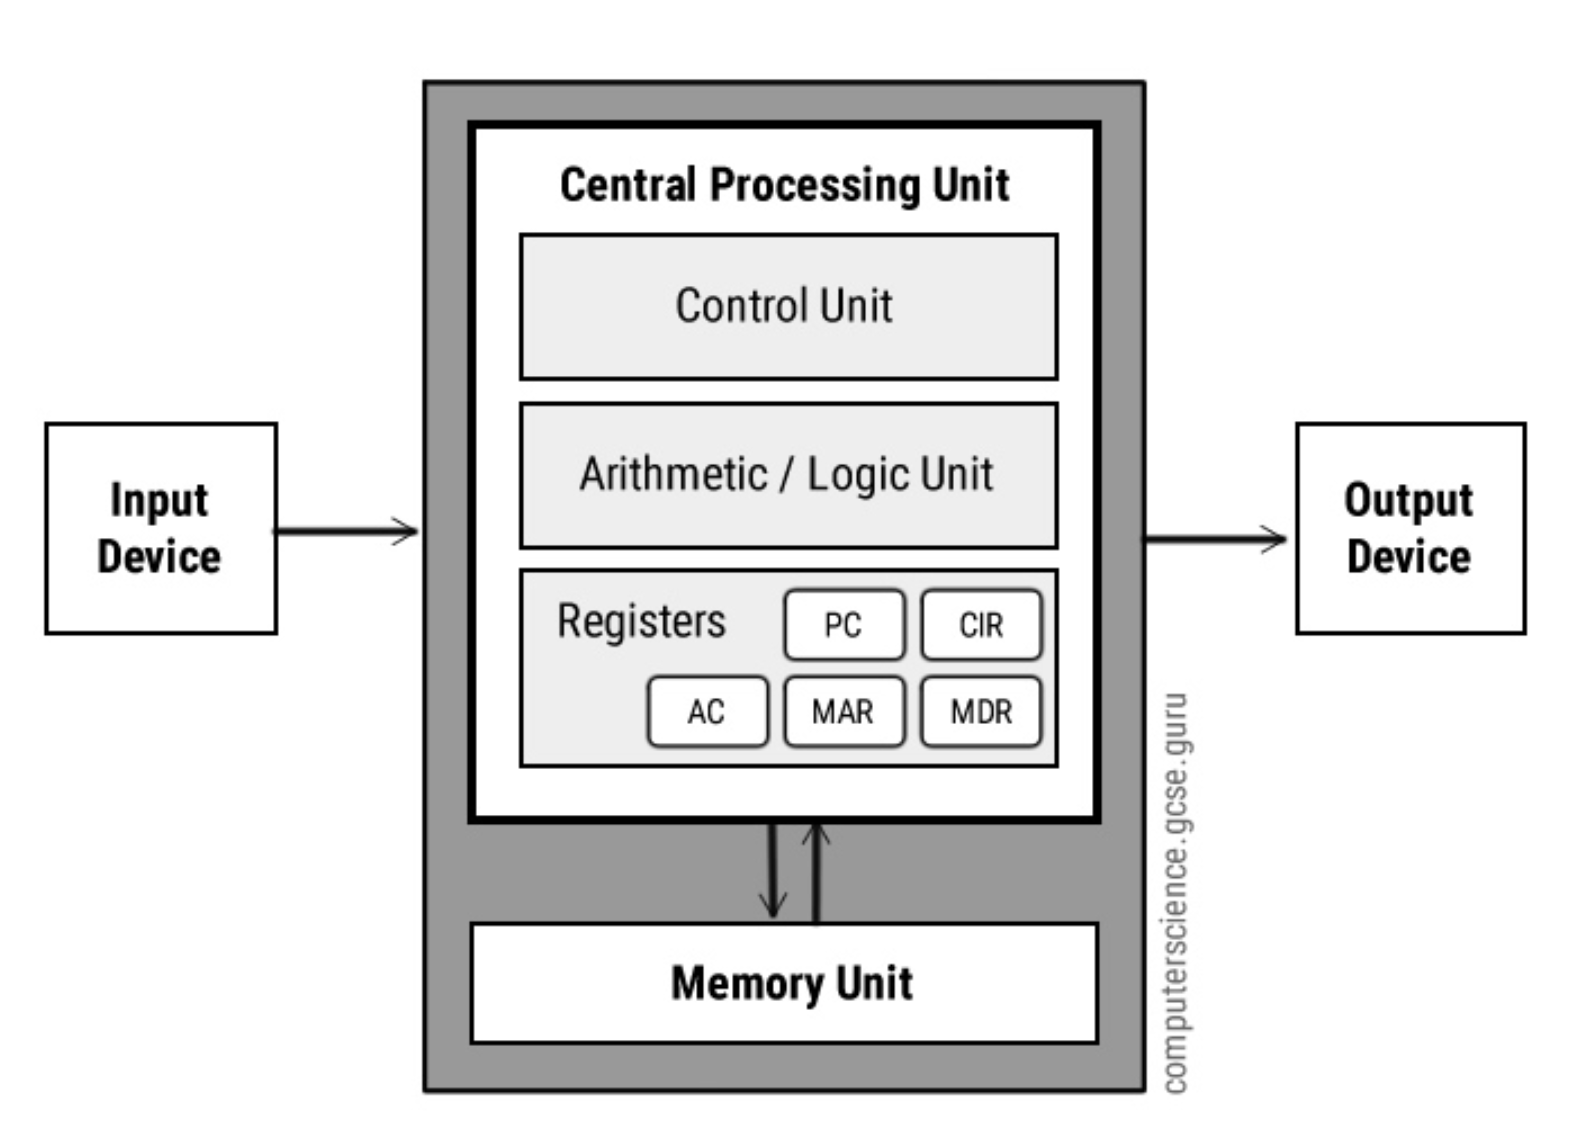 Central Processing Unit
Control Unit
Arithmetic / Logic Unit
Input
Device
Output
Device
Registers
PC
CIR
AC
MAR
MDR
Memory Unit
computerscience.gcse.guru